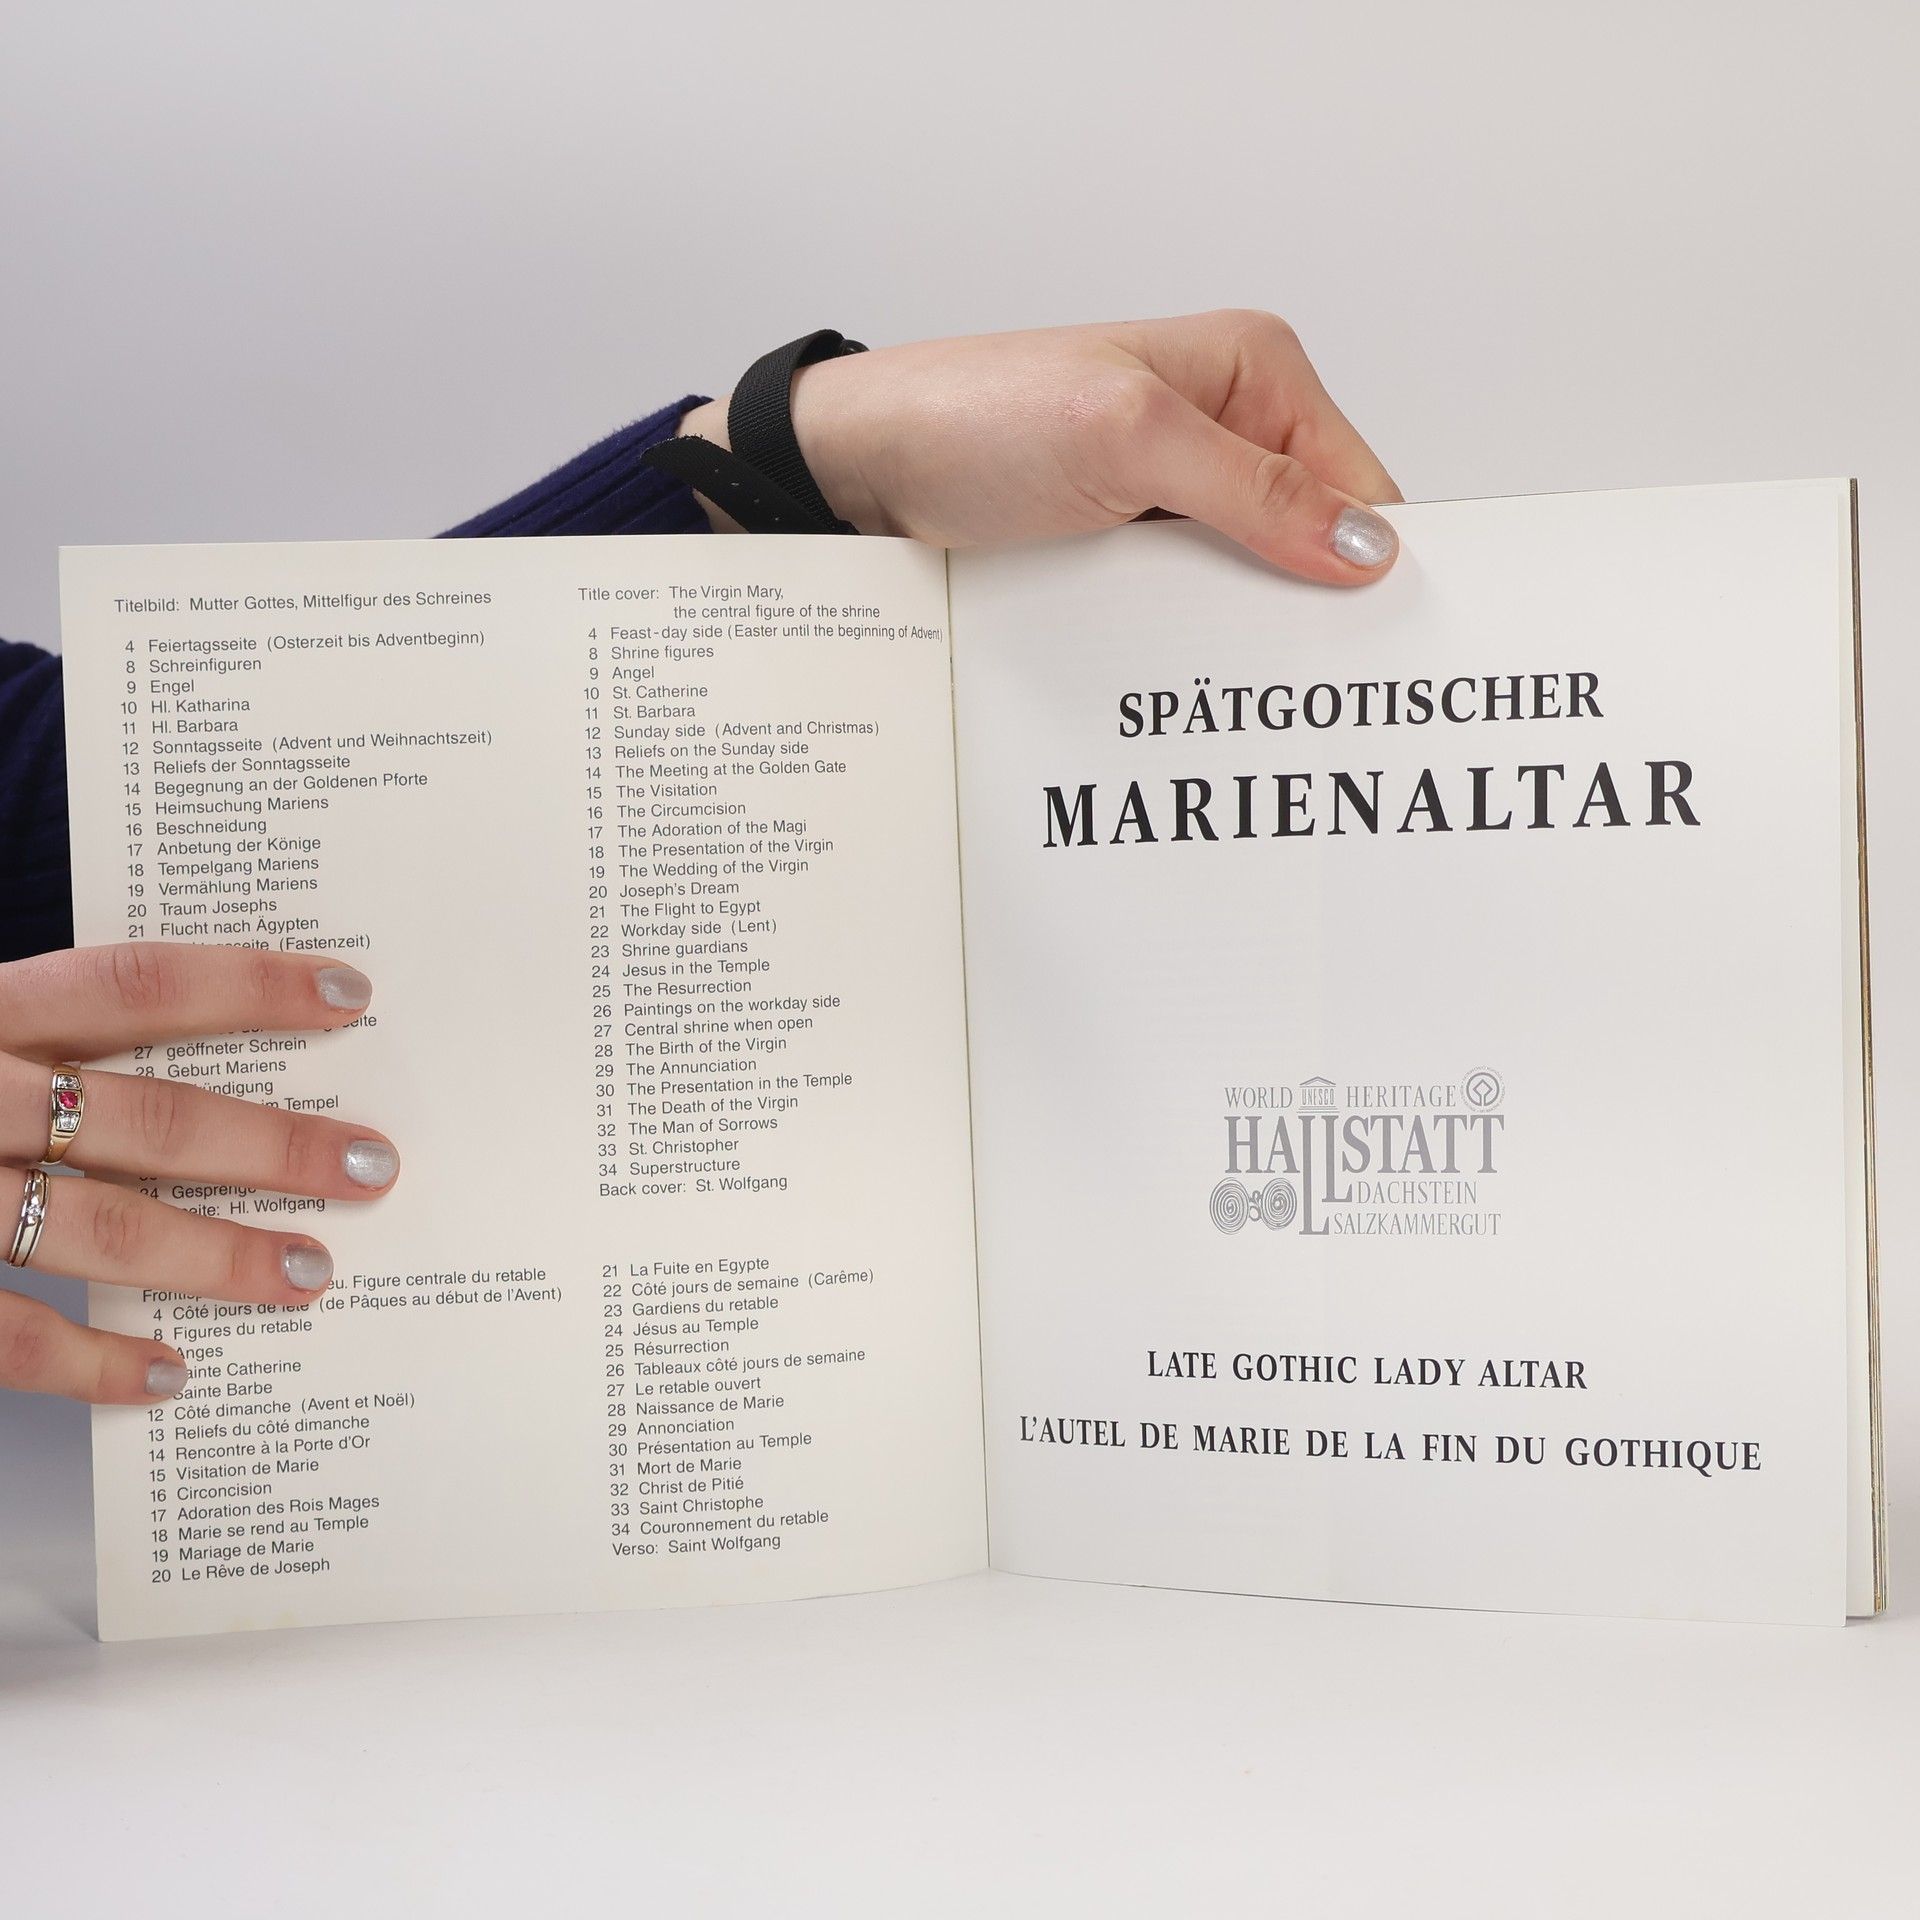 Titelbild: Mutter Gottes, Mittelfigur des Schreines
4 Feiertagsseite (Osterzeit bis Adventbeginn)
8 Schreinfiguren
9 Engel
10 Hl. Katharina
11 Hl. Barbara
12 Sonntagsseite (Advent und Weihnachtszeit)
13 Reliefs der Sonntagsseite
14 Begegnung an der Goldenen Pforte
15 Heimsuchung Mariens
16 Beschneidung
17 Anbetung der Könige
18 Tempelgang Mariens
19 Vermählung Mariens
20 Traum Josephs
21 Flucht nach Ägypten
(Fastenzeit)
27 geöffneter Schrein
28 Geburt Mariens
Tempel
Hl. Wolfgang
Title cover: The Virgin Mary,
the central figure of the shrine
4 Feast-day side (Easter until the beginning of Advent)
8 Shrine figures
9 Angel
10 St. Catherine
11 St. Barbara
12 Sunday side (Advent and Christmas)
13 Reliefs on the Sunday side
14 The Meeting at the Golden Gate
15 The Visitation
16 The Circumcision
17 The Adoration of the Magi
18 The Presentation of the Virgin
19 The Wedding of the Virgin
20 Joseph's Dream
21 The Flight to Egypt
22 Workday side (Lent)
23 Shrine guardians
24 Jesus in the Temple
25 The Resurrection
26 Paintings on the workday side
27 Central shrine when open
28 The Birth of the Virgin
29 The Annunciation
30 The Presentation in the Temple
31 The Death of the Virgin
32 The Man of Sorrows
33 St. Christopher
34 Superstructure
Back cover: St. Wolfgang
Figure centrale du retable
4 Côté jours de fête (de Pâques au début de l'Avent)
8 Figures du retable
Anges
Sainte Catherine
Sainte Barbe
12 Côté dimanche (Avent et Noël)
13 Reliefs du côté dimanche
14 Rencontre à la Porte d'Or
15 Visitation de Marie
16 Circoncision
17 Adoration des Rois Mages
18 Marie se rend au Temple
19 Mariage de Marie
20 Le Rêve de Joseph
21 La Fuite en Egypte
22 Côté jours de semaine (Carême)
23 Gardiens du retable
24 Jésus au Temple
25 Résurrection
26 Tableaux côté jours de semaine
27 Le retable ouvert
28 Naissance de Marie
29 Annonciation
30 Présentation au Temple
31 Mort de Marie
32 Christ de Pitié
33 Saint Christophe
34 Couronnement du retable
Verso: Saint Wolfgang
SPÄTGOTISCHER
MARIENALTAR
WORLD UNESCO HERITAGE
HALLSTATT
DACHSTEIN
SALZKAMMERGUT
LATE GOTHIC LADY ALTAR
L'AUTEL DE MARIE DE LA FIN DU GOTHIQUE